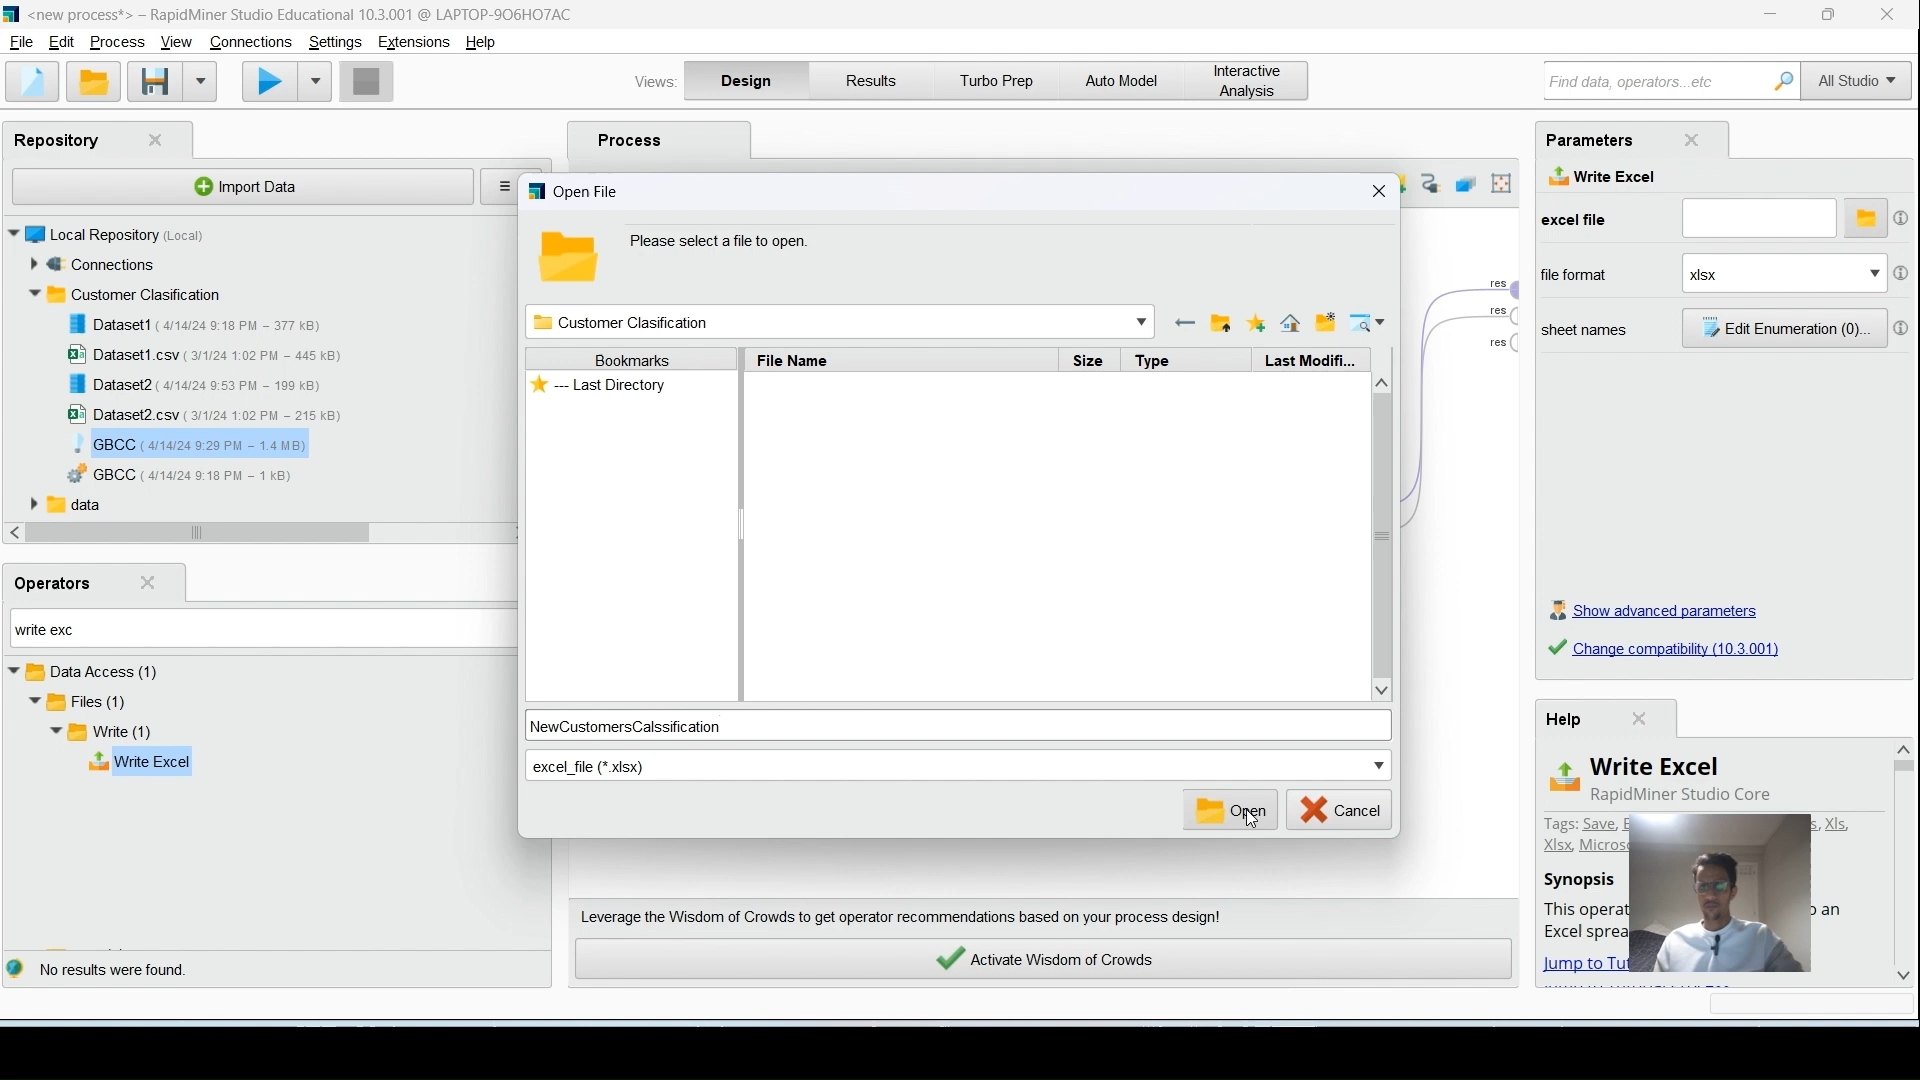 <new process*> – RapidMiner Studio Educational 10.3.001 @ LAPTOP-9O6HO7AC
File Edit Process View Connections Settings Extensions Help
Views: Design Results Turbo Prep Auto Model Interactive Analysis
Find data, operators...etc All Studio
Repository
Import Data
Local Repository (Local)
Connections
Customer Clasification
Dataset1 ( 4/14/24 9:18 PM – 377 kB)
Dataset1.csv ( 3/1/24 1:02 PM – 445 kB)
Dataset2 ( 4/14/24 9:53 PM – 199 kB)
Dataset2.csv ( 3/1/24 1:02 PM – 215 kB)
GBCC ( 4/14/24 9:29 PM – 1.4 MB)
GBCC ( 4/14/24 9:18 PM – 1 kB)
data
Operators
write exc
Data Access (1)
Files (1)
Write (1)
Write Excel
No results were found.
Process
res
res
res
Open File
Please select a file to open.
Customer Clasification
Bookmarks File Name Size Type Last Modifi...
--- Last Directory
NewCustomersCalssification
excel_file (*.xlsx)
Open Cancel
Leverage the Wisdom of Crowds to get operator recommendations based on your process design!
Activate Wisdom of Crowds
Parameters
Write Excel
excel file
file format xlsx
sheet names Edit Enumeration (0)...
Show advanced parameters
Change compatibility (10.3.001)
Help
Write Excel
RapidMiner Studio Core
Tags: Save, Xls,
Xlsx,
Synopsis
This
an
Excel
Jump to